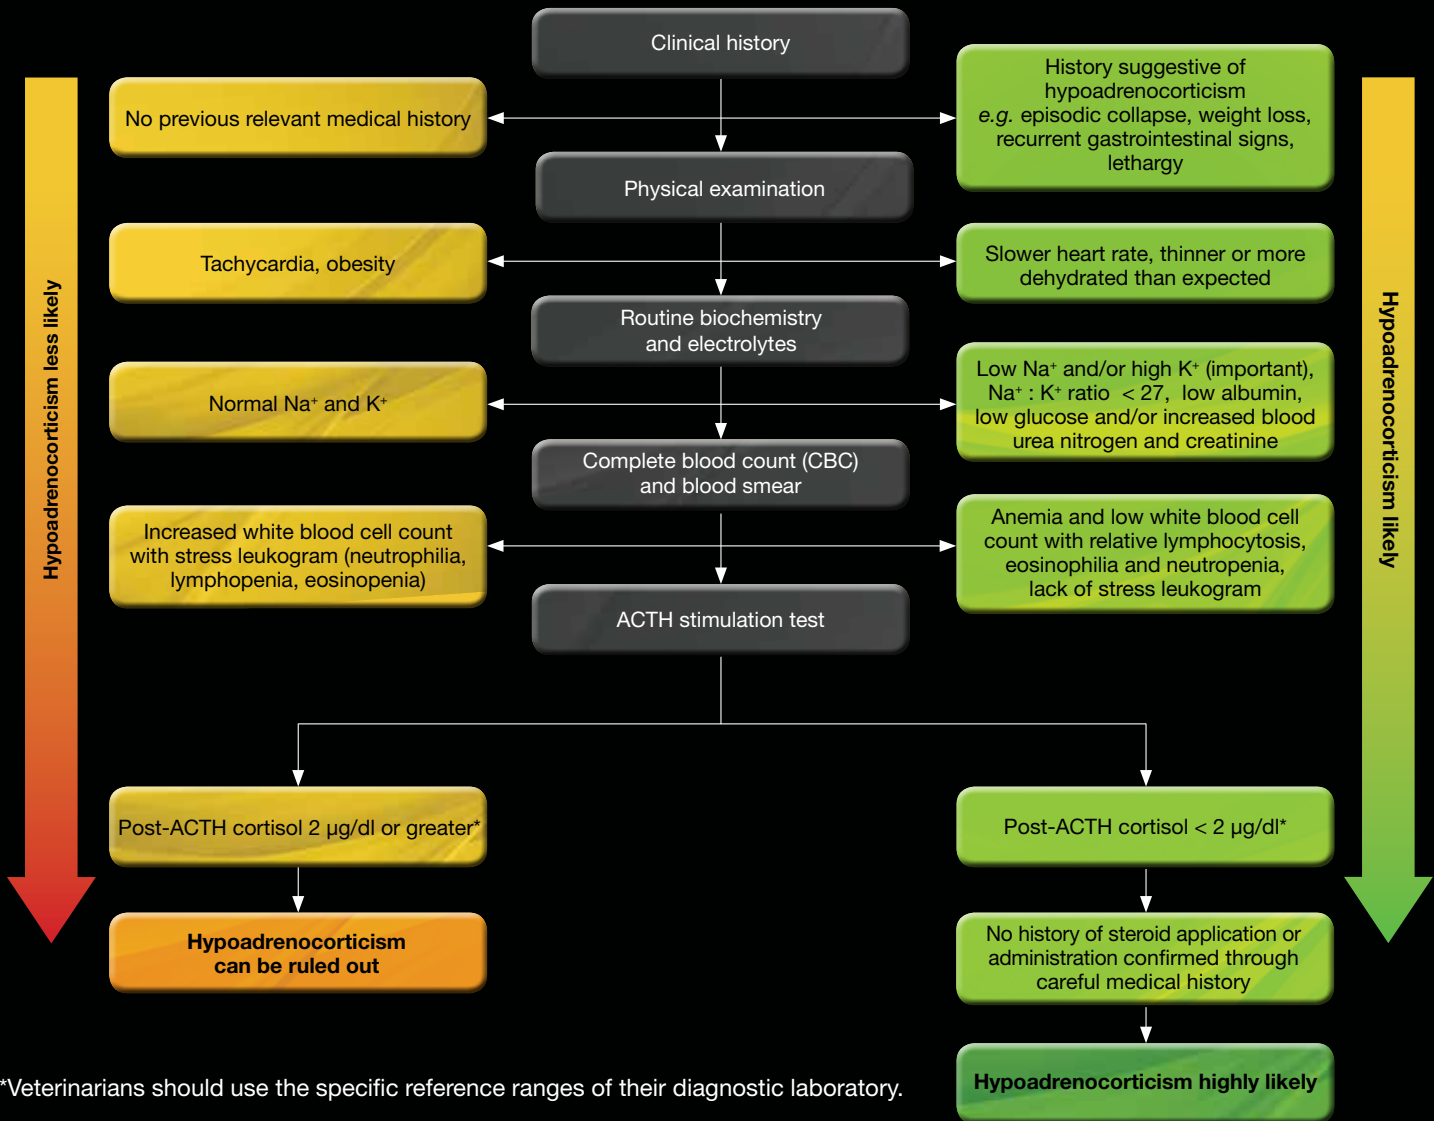 Clinical history
No previous relevant medical history
History suggestive of
hypoadrenocorticism
e.g. episodic collapse, weight loss,
recurrent gastrointestinal signs,
lethargy
Physical examination
Tachycardia, obesity
Slower heart rate, thinner or more
dehydrated than expected
Routine biochemistry
and electrolytes
Normal Na⁺ and K⁺
Low Na⁺ and/or high K⁺ (important),
Na⁺ : K⁺ ratio < 27, low albumin,
low glucose and/or increased blood
urea nitrogen and creatinine
Complete blood count (CBC)
and blood smear
Increased white blood cell count
with stress leukogram (neutrophilia,
lymphopenia, eosinopenia)
Anemia and low white blood cell
count with relative lymphocytosis,
eosinophilia and neutropenia,
lack of stress leukogram
ACTH stimulation test
Hypoadrenocorticism less likely
Hypoadrenocorticism likely
Post-ACTH cortisol 2 µg/dl or greater*
Post-ACTH cortisol < 2 µg/dl*
Hypoadrenocorticism
can be ruled out
No history of steroid application or
administration confirmed through
careful medical history
Hypoadrenocorticism highly likely
*Veterinarians should use the specific reference ranges of their diagnostic laboratory.